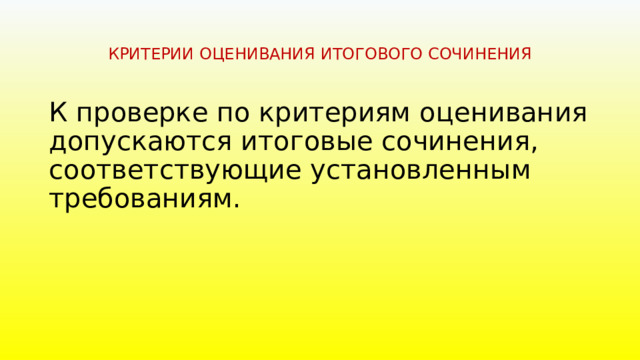 КРИТЕРИИ ОЦЕНИВАНИЯ ИТОГОВОГО СОЧИНЕНИЯ
К проверке по критериям оценивания
допускаются итоговые сочинения,
соответствующие установленным
требованиям.